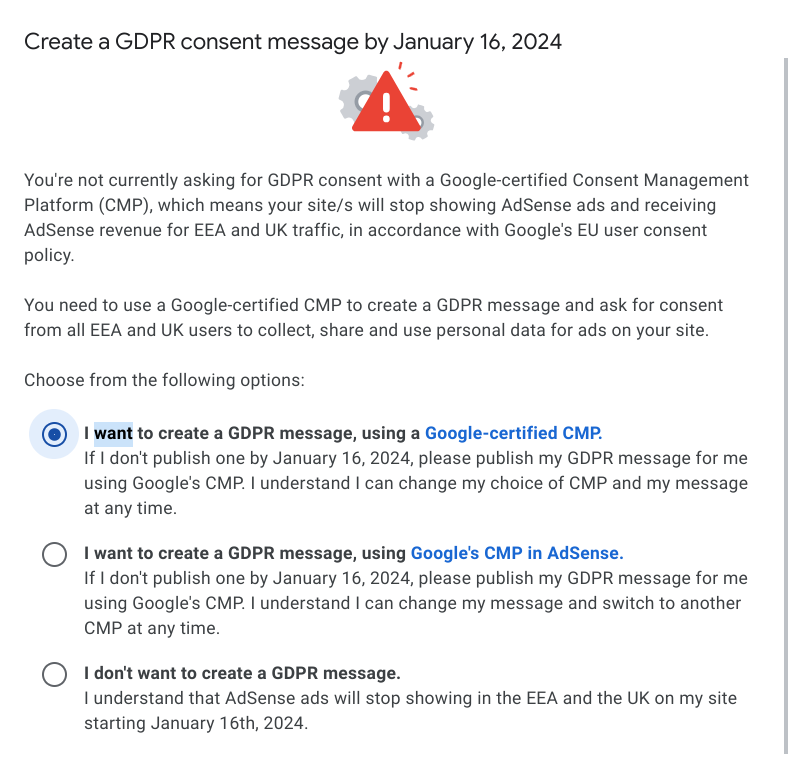 Create a GDPR consent message by January 16, 2024
You're not currently asking for GDPR consent with a Google-certified Consent Management
Platform (CMP), which means your site/s will stop showing AdSense ads and receiving
AdSense revenue for EEA and UK traffic, in accordance with Google's EU user consent
policy.
You need to use a Google-certified CMP to create a GDPR message and ask for consent
from all EEA and UK users to collect, share and use personal data for ads on your site.
Choose from the following options:
I want to create a GDPR message, using a Google-certified CMP.
If I don't publish one by January 16, 2024, please publish my GDPR message for me
using Google's CMP. I understand I can change my choice of CMP and my message
at any time.
I want to create a GDPR message, using Google's CMP in AdSense.
If I don't publish one by January 16, 2024, please publish my GDPR message for me
using Google's CMP. I understand I can change my message and switch to another
CMP at any time.
I don't want to create a GDPR message.
I understand that AdSense ads will stop showing in the EEA and the UK on my site
starting January 16th, 2024.